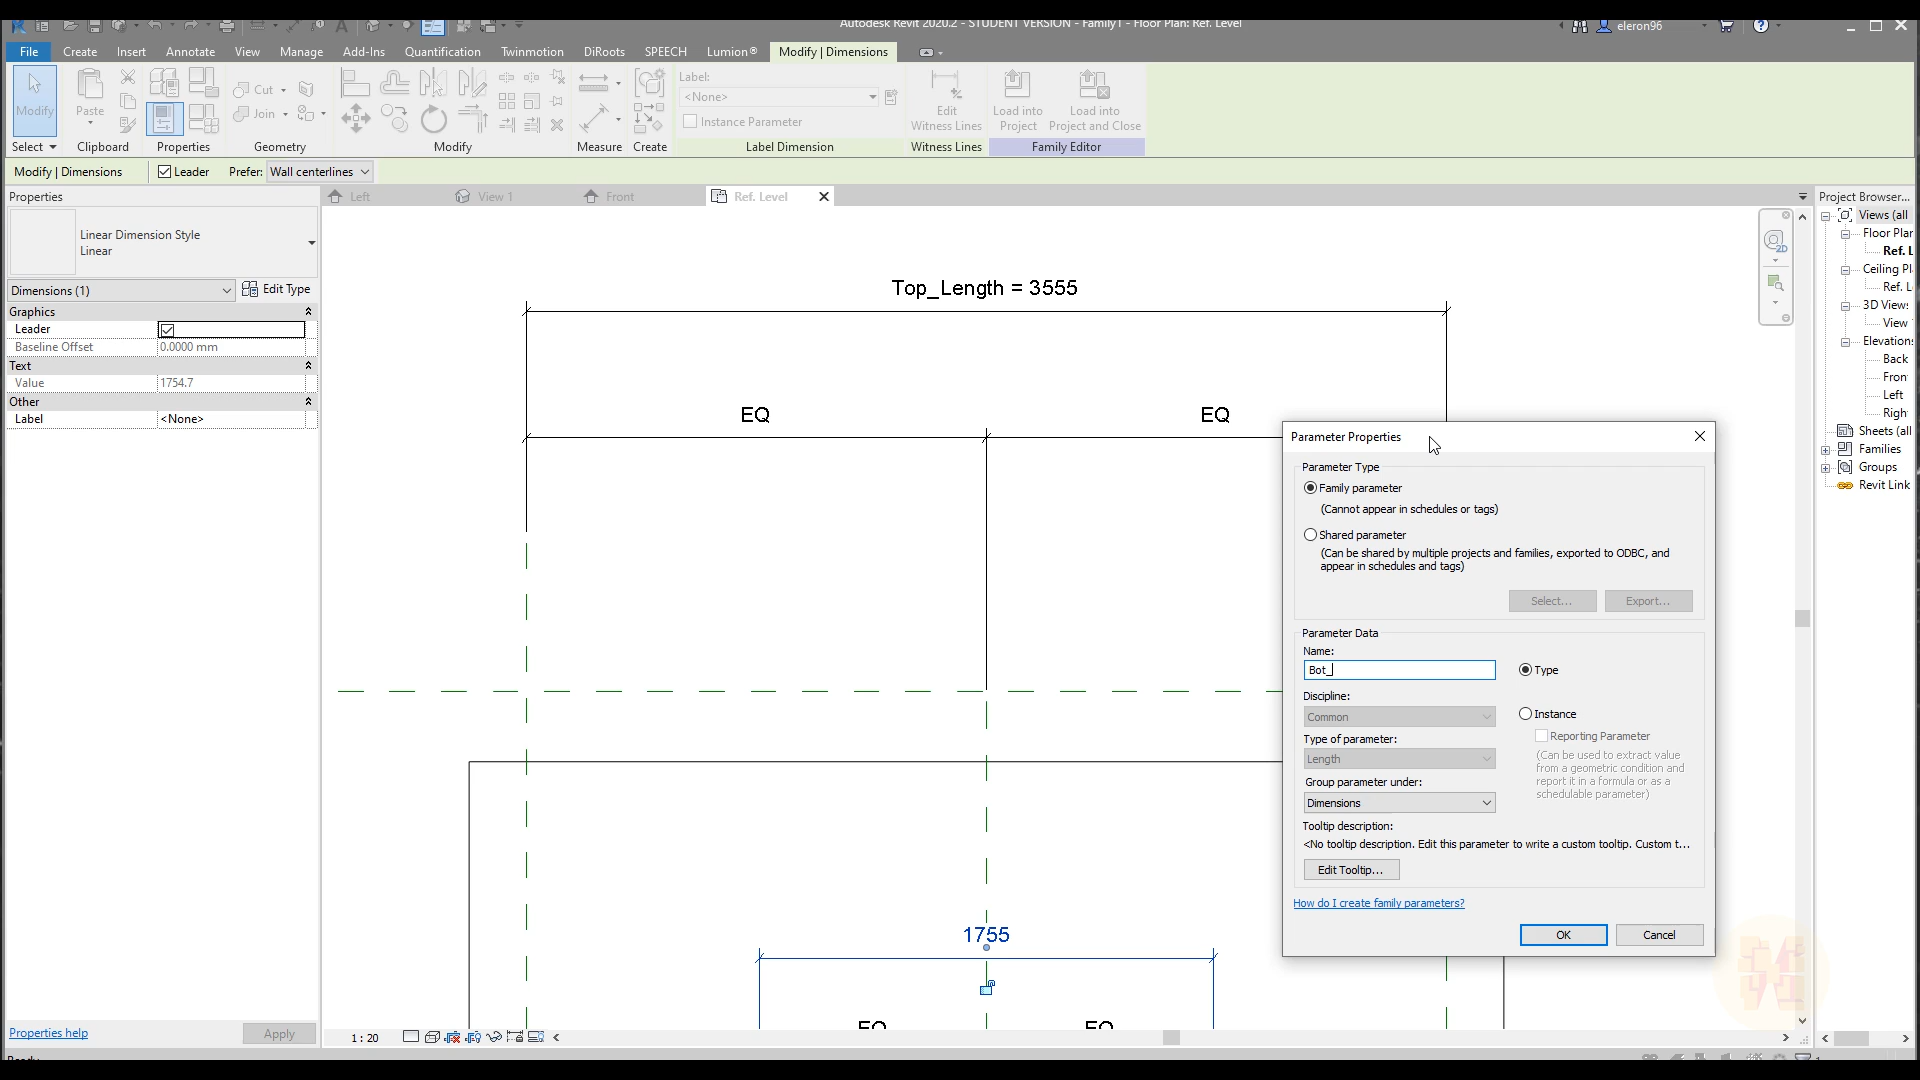 Autodesk Revit 2020.2 - STUDENT VERSION - Family1 - Floor Plan: Ref. Level
eleron96
File Create Insert Annotate View Manage Add-Ins Quantification Twinmotion DiRoots SPEECH Lumion® Modify | Dimensions
Modify
Paste
Cut
Join
Label:
<None>
Instance Parameter
Edit
Witness Lines
Load into
Project
Load into
Project and Close
Select Clipboard Properties Geometry Modify Measure Create Label Dimension Witness Lines Family Editor
Modify | Dimensions Leader Prefer: Wall centerlines
Properties
Left View 1 Front Ref. Level
Linear Dimension Style
Linear
Dimensions (1) Edit Type
Graphics
Leader
Baseline Offset 0.0000 mm
Text
Value 1754.7
Other
Label <None>
Properties help Apply
Top_Length = 3555
EQ EQ
1755
EQ EQ
1 : 20
2D
Parameter Properties
Parameter Type
Family parameter
(Cannot appear in schedules or tags)
Shared parameter
(Can be shared by multiple projects and families, exported to ODBC, and
appear in schedules and tags)
Select... Export...
Parameter Data
Name:
Bot_
Type
Discipline:
Common
Instance
Type of parameter:
Reporting Parameter
Length
(Can be used to extract value
from a geometric condition and
report it in a formula or as a
schedulable parameter)
Group parameter under:
Dimensions
Tooltip description:
<No tooltip description. Edit this parameter to write a custom tooltip. Custom t...
Edit Tooltip...
How do I create family parameters?
OK Cancel
Project Browser...
Views (all
Floor Plan
Ref. L
Ceiling Pl
Ref. L
3D Views
View
Elevations
Back
Fron
Left
Righ
Sheets (all
Families
Groups
Revit Link